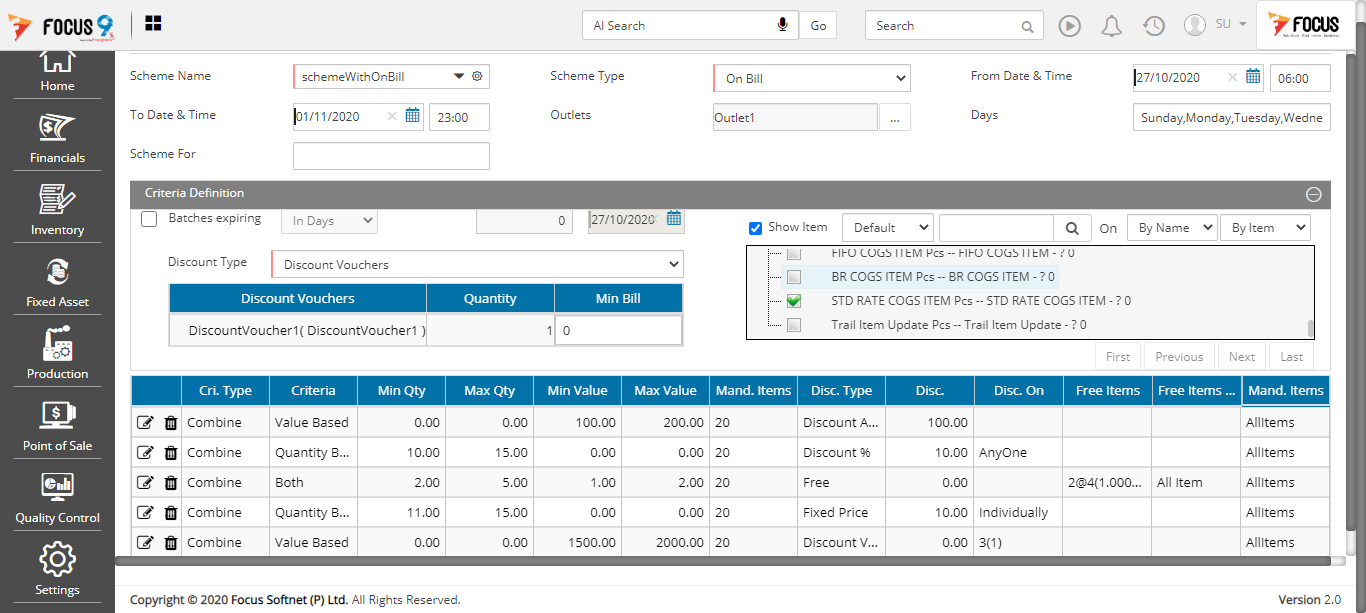 FOCUS 9 AI Search Go Search SU FOCUS
Home
Financials
Inventory
Fixed Asset
Production
Point of Sale
Quality Control
Settings
Scheme Name schemeWithOnBill Scheme Type On Bill From Date & Time 27/10/2020 06:00
To Date & Time 01/11/2020 23:00 Outlets Outlet1 ... Days Sunday,Monday,Tuesday,Wedne
Scheme For
Criteria Definition
Batches expiring In Days 0 27/10/2020
Show Item Default On By Name By Item
Discount Type Discount Vouchers
Discount Vouchers Quantity Min Bill
DiscountVoucher1( DiscountVoucher1 ) 1 0
FIFO COGS ITEM Pcs -- FIFO COGS ITEM - ? 0
BR COGS ITEM Pcs -- BR COGS ITEM - ? 0
STD RATE COGS ITEM Pcs -- STD RATE COGS ITEM - ? 0
Trail Item Update Pcs -- Trail Item Update - ? 0
First Previous Next Last
Cri. Type Criteria Min Qty Max Qty Min Value Max Value Mand. Items Disc. Type Disc. Disc. On Free Items Free Items ... Mand. Items
Combine Value Based 0.00 0.00 100.00 200.00 20 Discount A... 100.00 AllItems
Combine Quantity B... 10.00 15.00 0.00 0.00 20 Discount % 10.00 AnyOne AllItems
Combine Both 2.00 5.00 1.00 2.00 20 Free 0.00 2@4(1.000... All Item AllItems
Combine Quantity B... 11.00 15.00 0.00 0.00 20 Fixed Price 10.00 Individually AllItems
Combine Value Based 0.00 0.00 1500.00 2000.00 20 Discount V... 0.00 3(1) AllItems
Copyright © 2020 Focus Softnet (P) Ltd. All Rights Reserved. Version 2.0